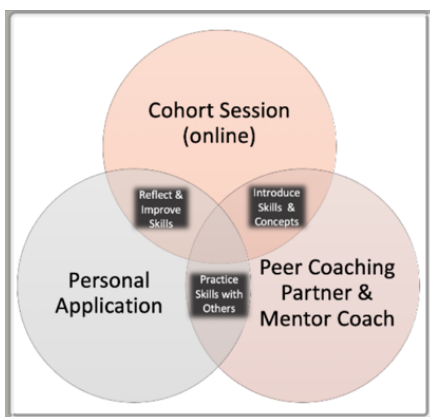 Cohort Session
(online)
Reflect &
Improve
Skills
Introduce
Skills &
Concepts
Personal
Application
Practice
Skills with
Others
Peer Coaching
Partner &
Mentor Coach